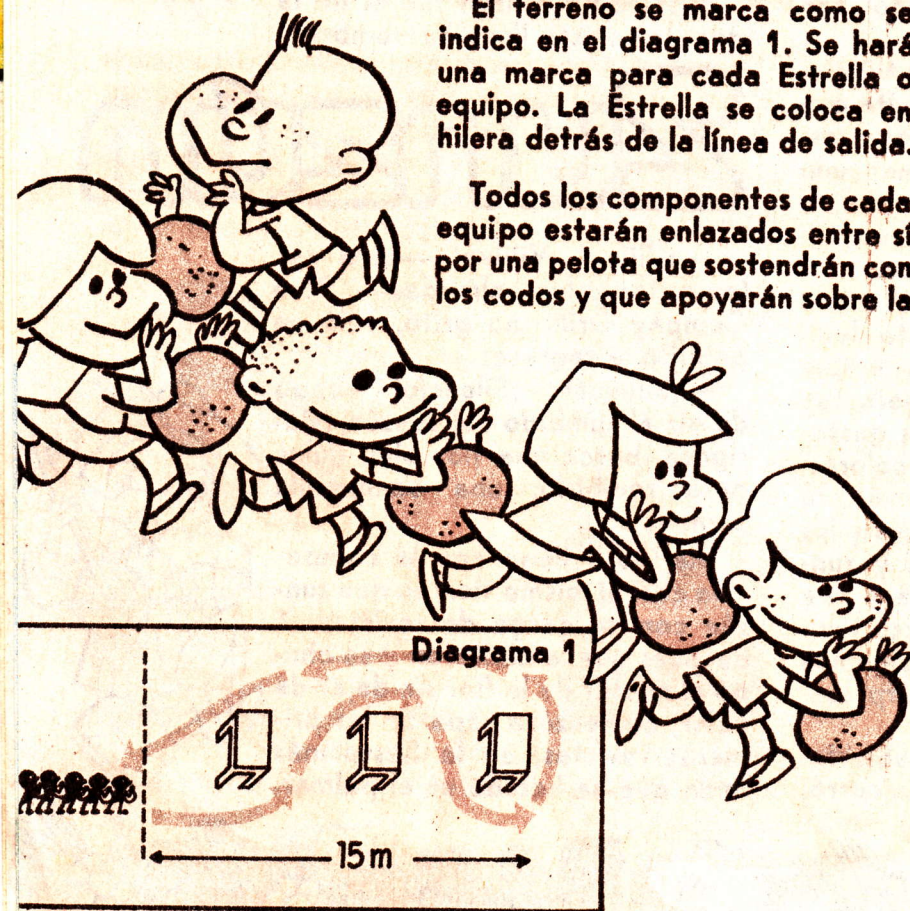 El terreno se marca como se
indica en el diagrama 1. Se hará
una marca para cada Estrella o
equipo. La Estrella se coloca en
hilera detrás de la línea de salida.
Todos los componentes de cada
equipo estarán enlazados entre sí
por una pelota que sostendrán con
los codos y que apoyarán sobre la
Diagrama 1
15m